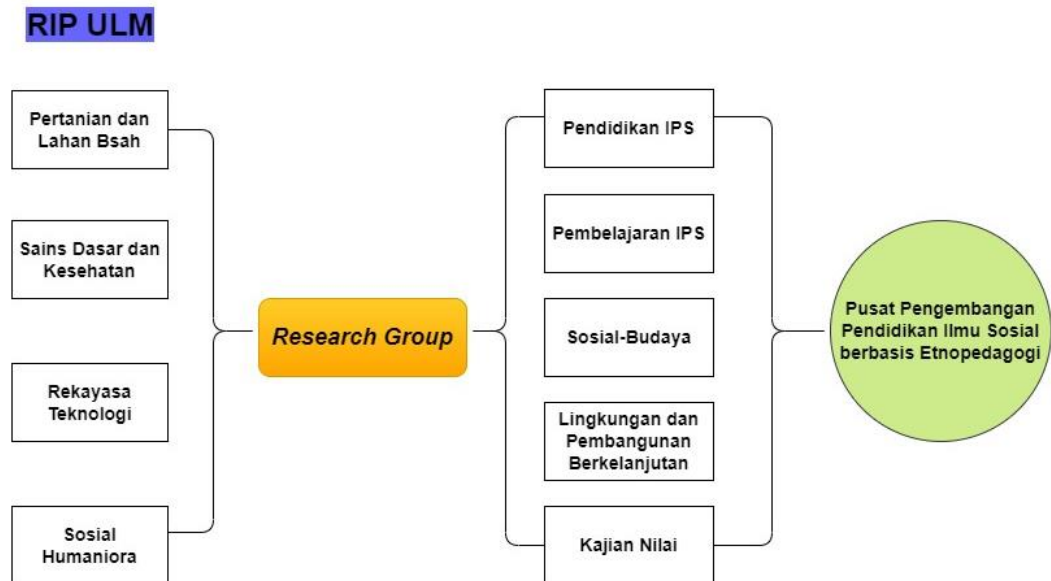 RIP ULM
Pertanian dan
Lahan Bsah
Sains Dasar dan
Kesehatan
Rekayasa
Teknologi
Sosial
Humaniora
Research Group
Pendidikan IPS
Pembelajaran IPS
Sosial-Budaya
Lingkungan dan
Pembangunan
Berkelanjutan
Kajian Nilai
Pusat Pengembangan
Pendidikan Ilmu Sosial
berbasis Etnopedagogi